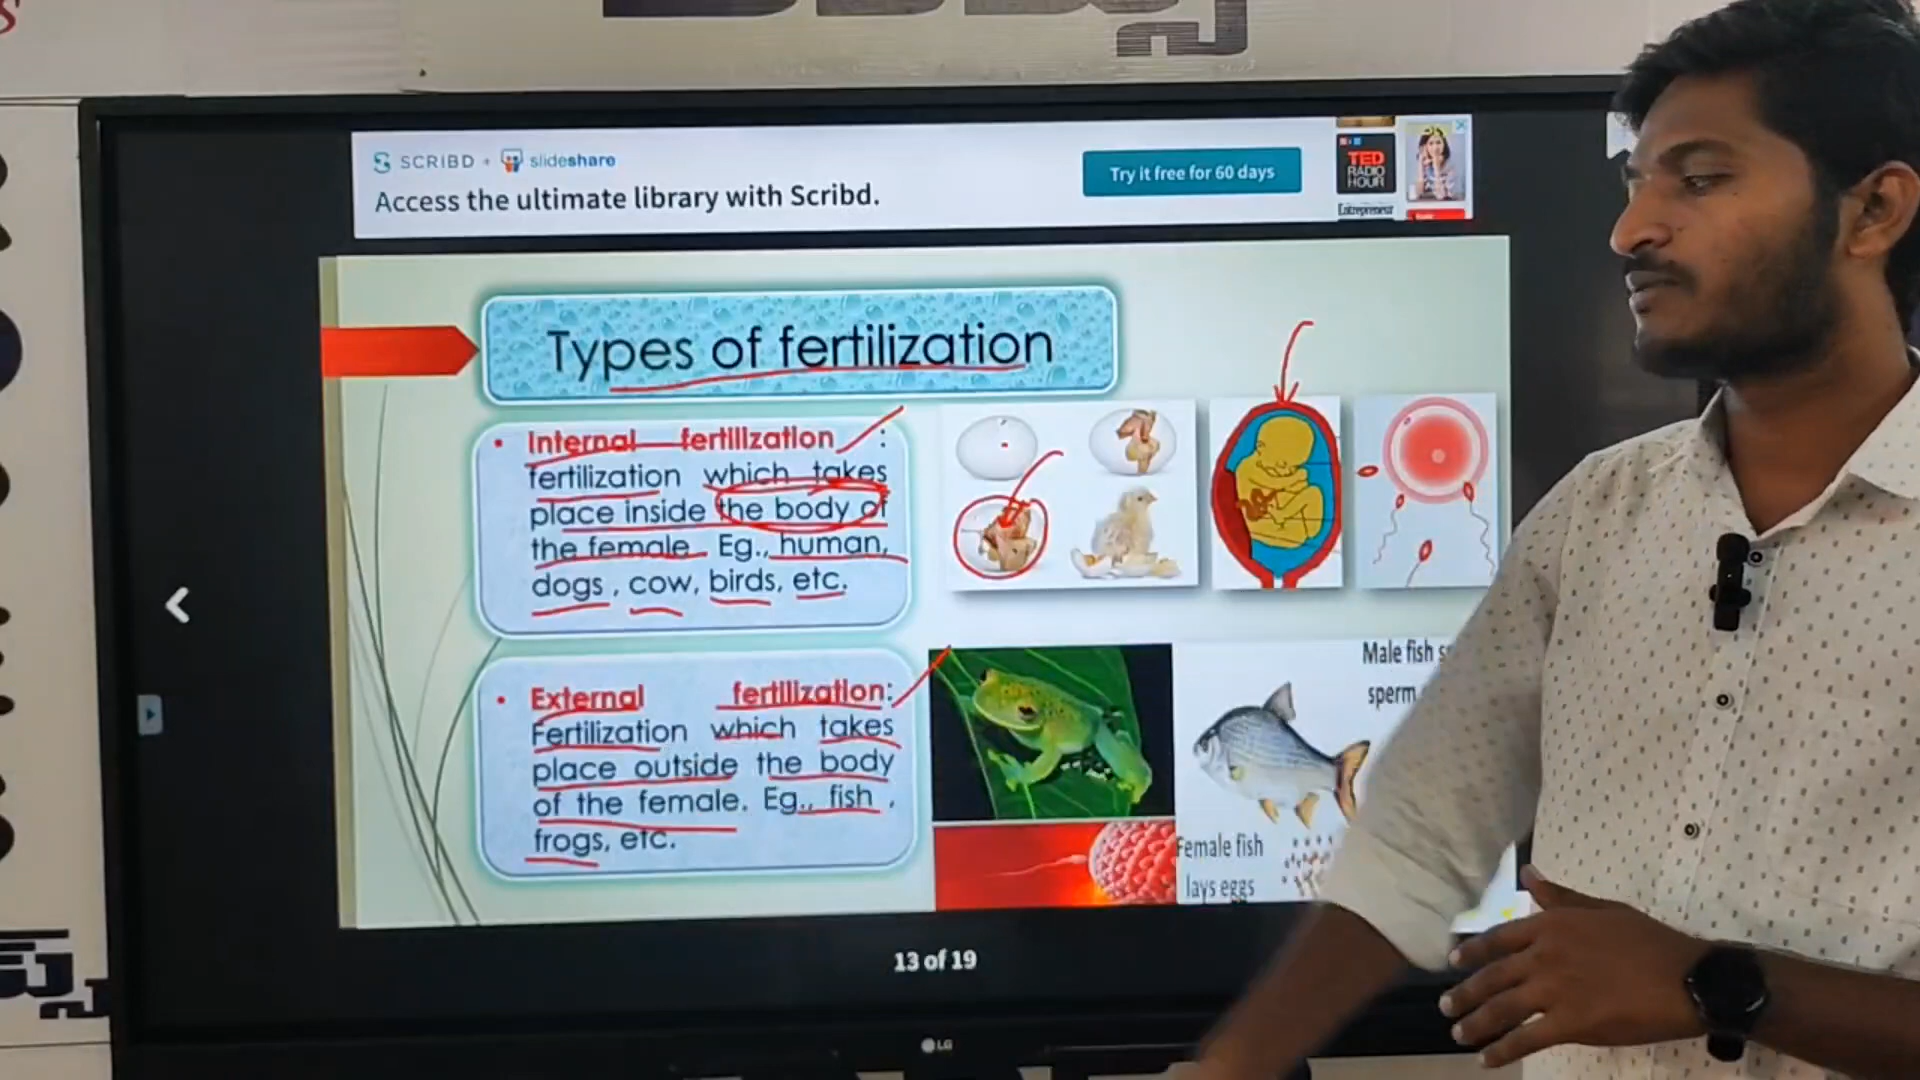 SCRIBD + slideshare
Access the ultimate library with Scribd.
Try it free for 60 days
TED
RADIO
HOUR
Entrepreneur
Types of fertilization
• Internal fertilization :
fertilization which takes
place inside the body of
the female. Eg., human,
dogs , cow, birds, etc.
• External fertilization:
Fertilization which takes
place outside the body
of the female. Eg., fish ,
frogs, etc.
Male fish
sperm
Female fish
lays eggs
13 of 19
LG